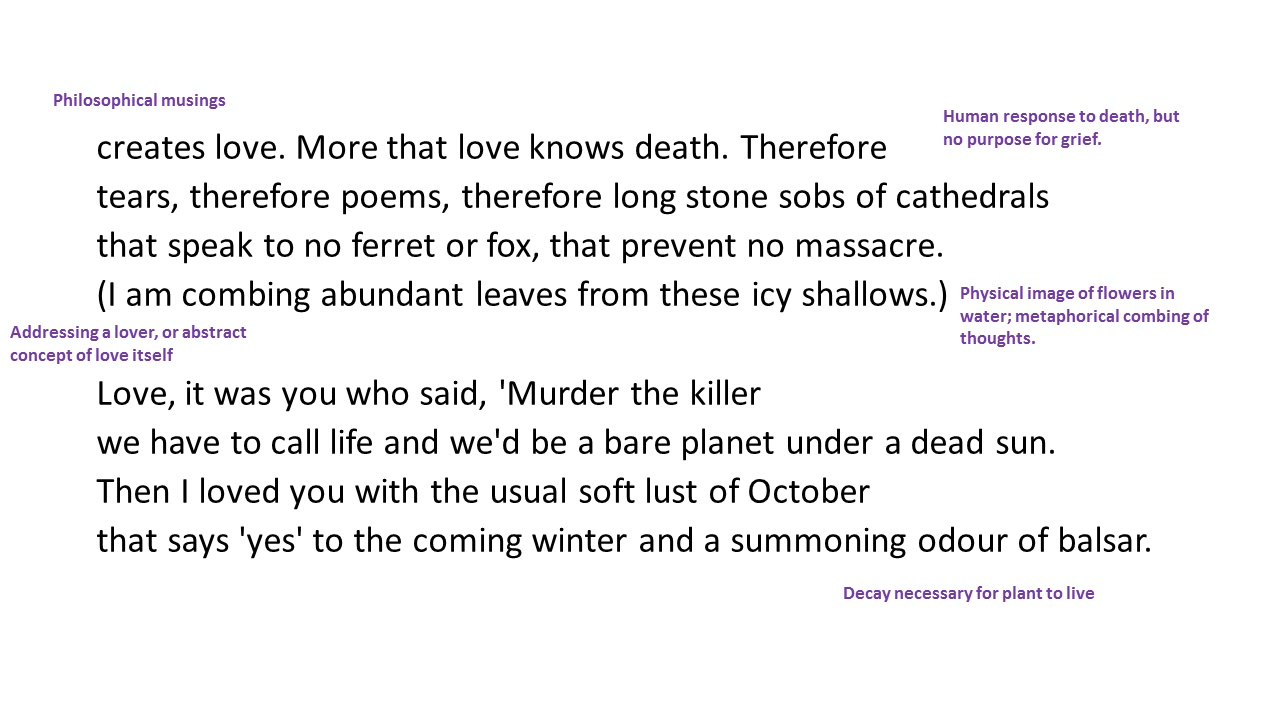 Philosophical musings
Human response to death, but
no purpose for grief.
creates love. More that love knows death. Therefore
tears, therefore poems, therefore long stone sobs of cathedrals
that speak to no ferret or fox, that prevent no massacre.
(I am combing abundant leaves from these icy shallows.)
Physical image of flowers in
water; metaphorical combing of
thoughts.
Addressing a lover, or abstract
concept of love itself
Love, it was you who said, 'Murder the killer
we have to call life and we'd be a bare planet under a dead sun.
Then I loved you with the usual soft lust of October
that says 'yes' to the coming winter and a summoning odour of balsar.
Decay necessary for plant to live